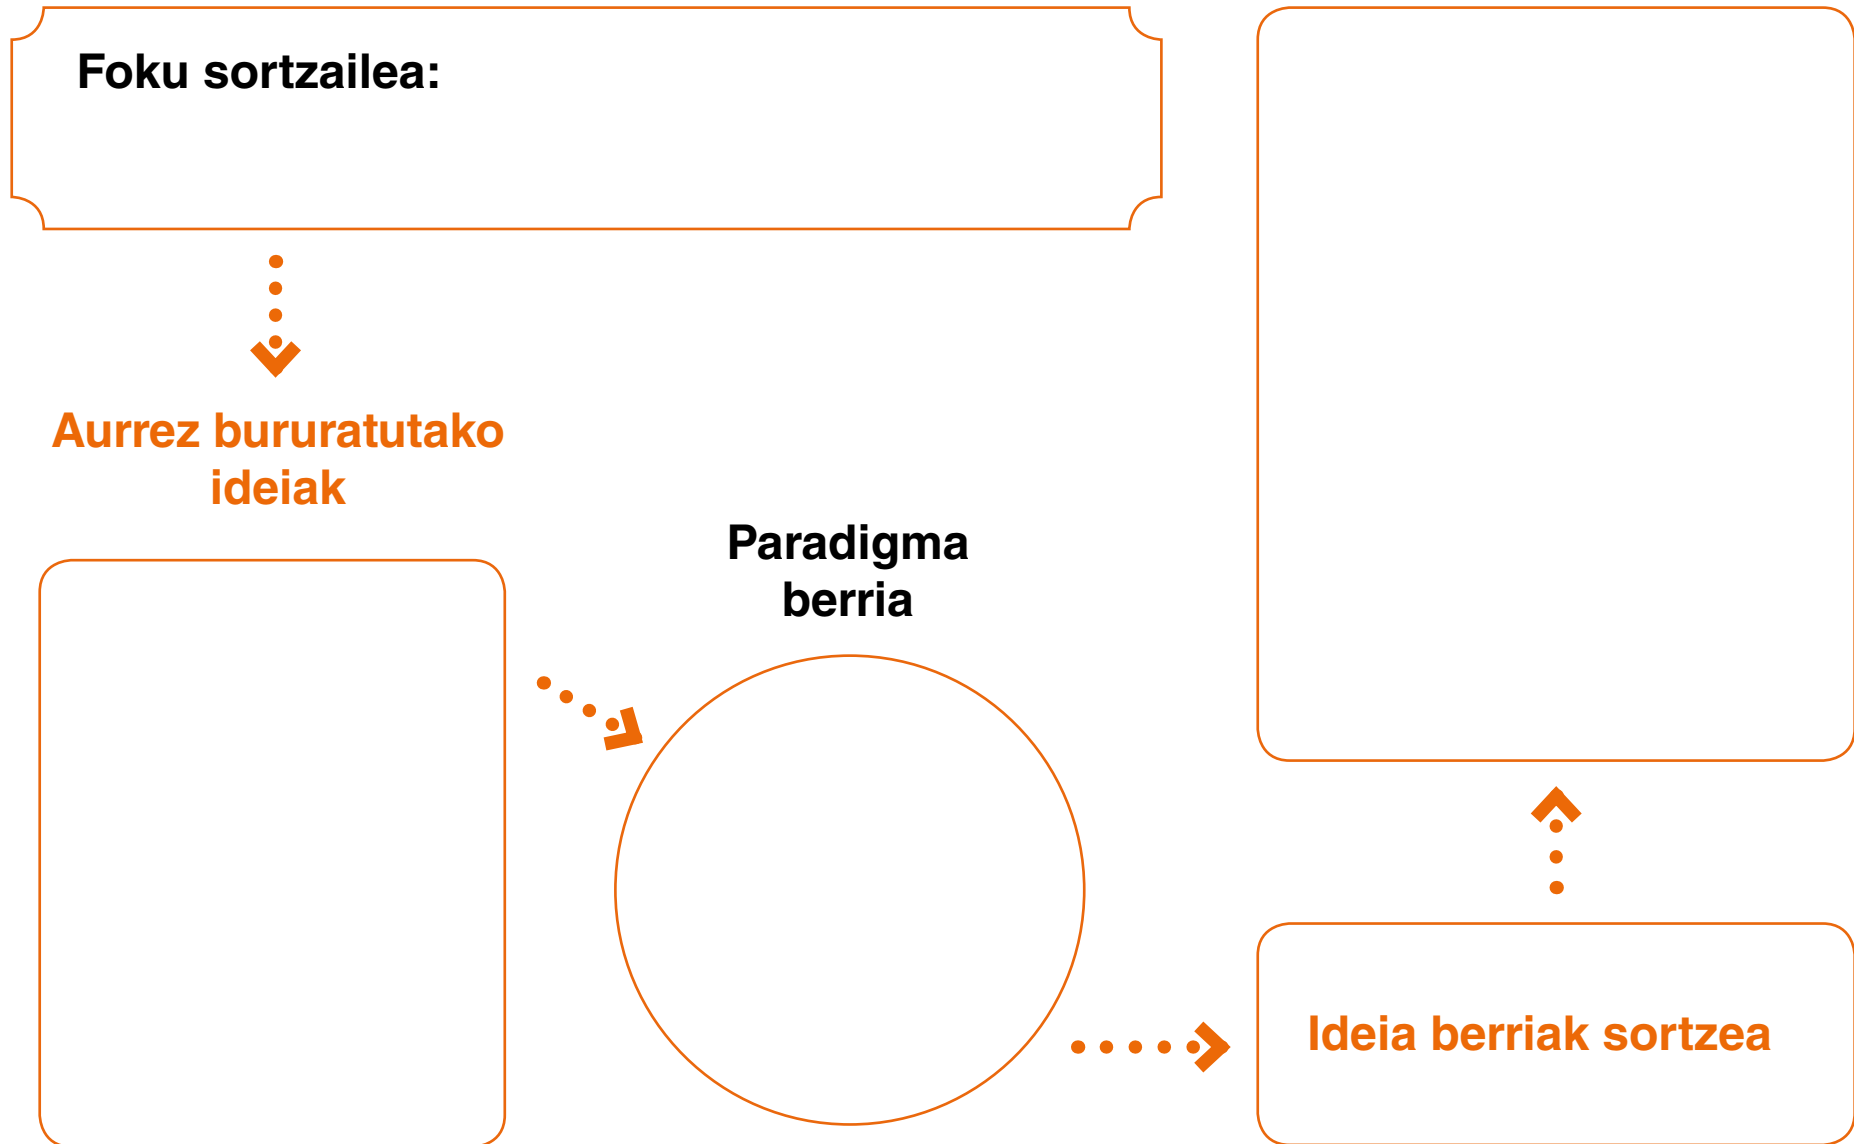 Foku sortzailea:
Aurrez bururatutako
ideiak
Paradigma
berria
Ideia berriak sortzea